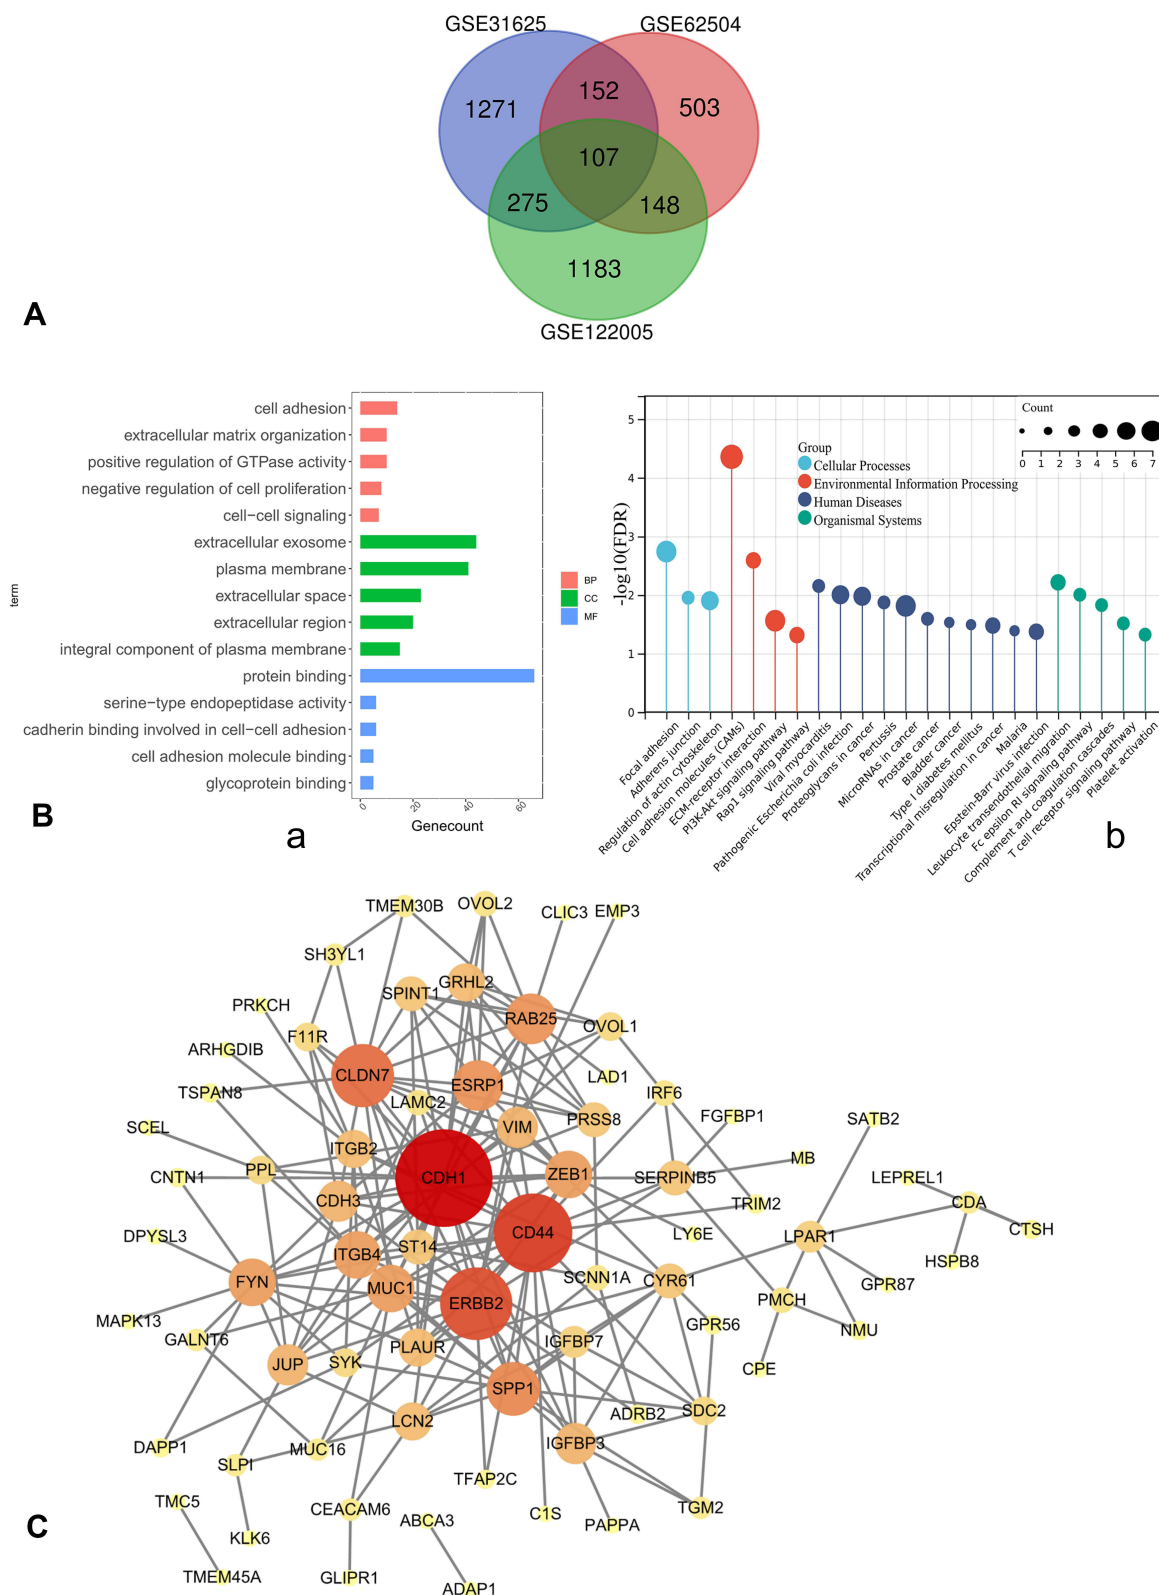 GSE31625
GSE62504
1271
152
503
107
275
148
1183
GSE122005
A
term
cell adhesion
extracellular matrix organization
positive regulation of GTPase activity
negative regulation of cell proliferation
cell−cell signaling
extracellular exosome
plasma membrane
extracellular space
extracellular region
integral component of plasma membrane
protein binding
serine−type endopeptidase activity
cadherin binding involved in cell−cell adhesion
cell adhesion molecule binding
glycoprotein binding
0 20 40 60
Genecount
BP
CC
MF
B
a
-log10(FDR)
5
4
3
2
1
0
Count
0 1 2 3 4 5 6 7
Group
Cellular Processes
Environmental Information Processing
Human Diseases
Organismal Systems
Focal adhesion
Adherens junction
Regulation of actin cytoskeleton
Cell adhesion molecules (CAMs)
ECM-receptor interaction
PI3K-Akt signaling pathway
Rap1 signaling pathway
Viral myocarditis
Pathogenic Escherichia coli infection
Proteoglycans in cancer
Pertussis
MicroRNAs in cancer
Prostate cancer
Bladder cancer
Type I diabetes mellitus
Transcriptional misregulation in cancer
Malaria
Epstein-Barr virus infection
Leukocyte transendothelial migration
Fc epsilon RI signaling pathway
Complement and coagulation cascades
T cell receptor signaling pathway
Platelet activation
b
TMEM30B
OVOL2
CLIC3
EMP3
SH3YL1
SPINT1
GRHL2
PRKCH
RAB25
OVOL1
F11R
ARHGDIB
CLDN7
ESRP1
LAD1
TSPAN8
LAMC2
IRF6
FGFBP1
SATB2
SCEL
VIM
PRSS8
ITGB2
MB
CNTN1
PPL
CDH1
ZEB1
SERPINB5
LEPREL1
CDH3
TRIM2
CDA
DPYSL3
ITGB4
ST14
CD44
LY6E
LPAR1
CTSH
HSPB8
FYN
MUC1
ERBB2
SCNN1A
CYR61
GPR87
MAPK13
GALNT6
PMCH
GPR56
NMU
JUP
SYK
PLAUR
IGFBP7
CPE
SPP1
LCN2
ADRB2
SDC2
DAPP1
MUC16
SLPI
IGFBP3
TFAP2C
TMC5
CEACAM6
ABCA3
C1S
PAPPA
TGM2
KLK6
TMEM45A
GLIPR1
ADAP1
C